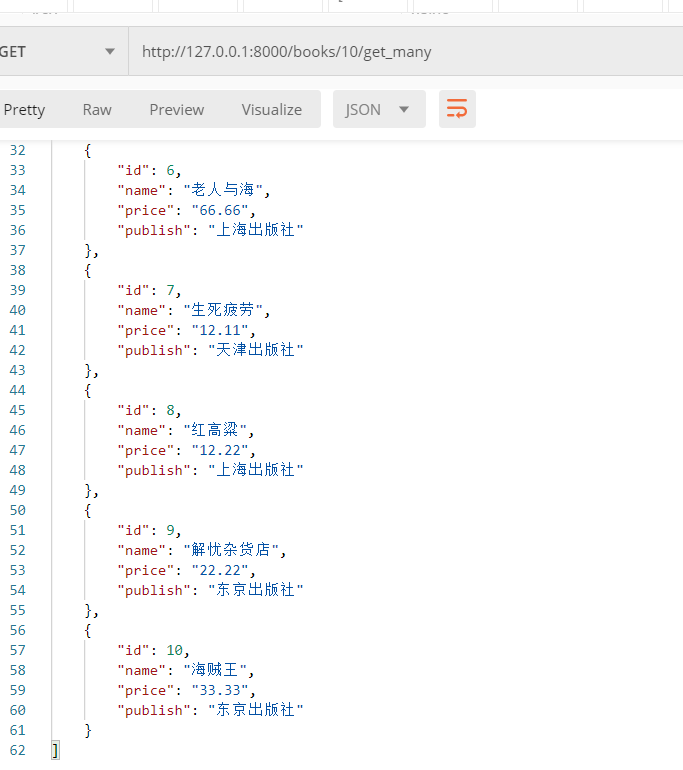 GET
http://127.0.0.1:8000/books/10/get_many
Pretty Raw Preview Visualize JSON
32 {
33 "id": 6,
34 "name": "老人与海",
35 "price": "66.66",
36 "publish": "上海出版社"
37 },
38 {
39 "id": 7,
40 "name": "生死疲劳",
41 "price": "12.11",
42 "publish": "天津出版社"
43 },
44 {
45 "id": 8,
46 "name": "红高粱",
47 "price": "12.22",
48 "publish": "上海出版社"
49 },
50 {
51 "id": 9,
52 "name": "解忧杂货店",
53 "price": "22.22",
54 "publish": "东京出版社"
55 },
56 {
57 "id": 10,
58 "name": "海贼王",
59 "price": "33.33",
60 "publish": "东京出版社"
61 }
62 ]